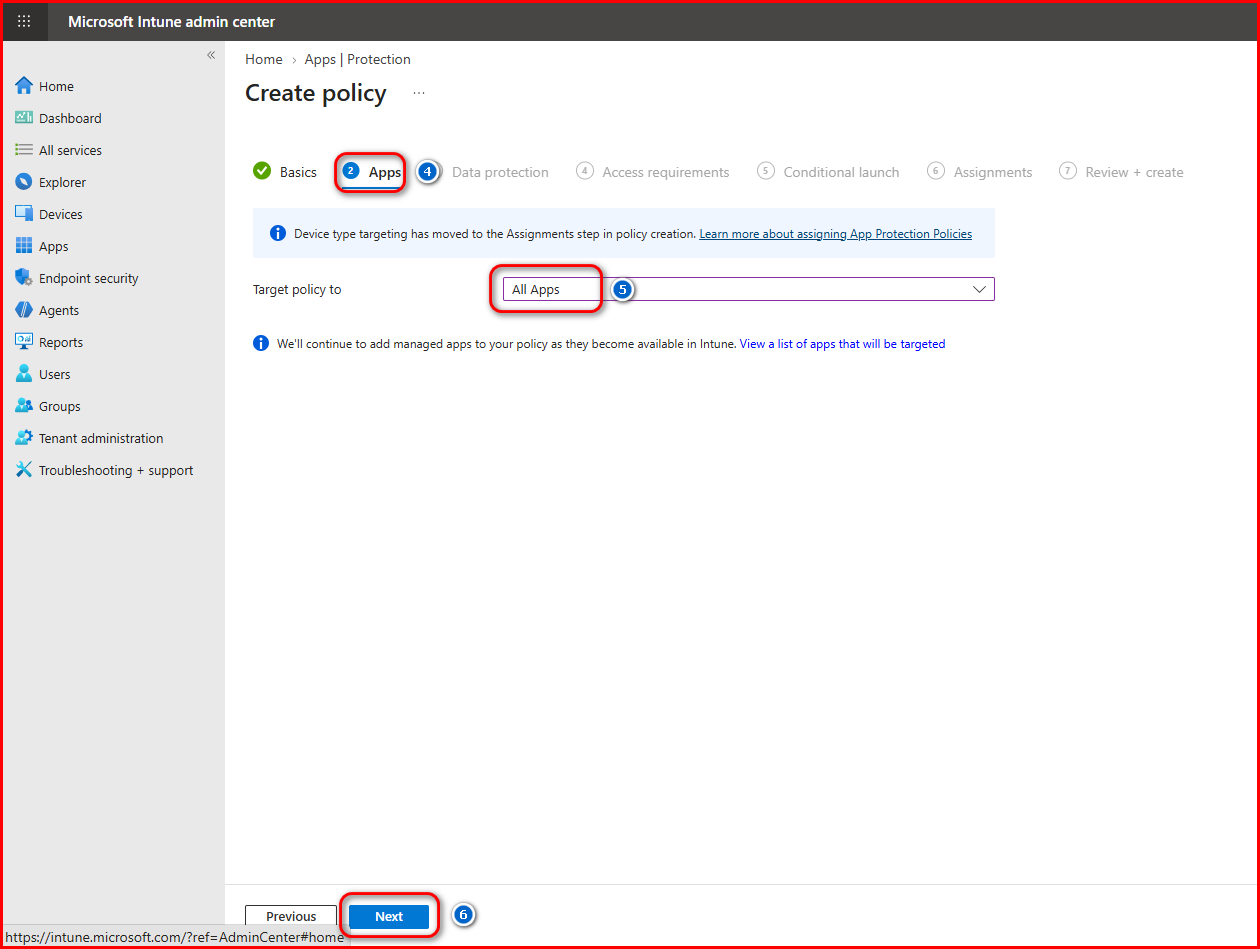 Microsoft Intune admin center
«
Home
Dashboard
All services
Explorer
Devices
Apps
Endpoint security
Agents
Reports
Users
Groups
Tenant administration
Troubleshooting + support
Home › Apps | Protection
Create policy ...
Basics 2 Apps 4 Data protection 4 Access requirements 5 Conditional launch 6 Assignments 7 Review + create
Device type targeting has moved to the Assignments step in policy creation. Learn more about assigning App Protection Policies
Target policy to All Apps 5
We'll continue to add managed apps to your policy as they become available in Intune. View a list of apps that will be targeted
Previous Next 6
https://intune.microsoft.com/?ref=AdminCenter#home